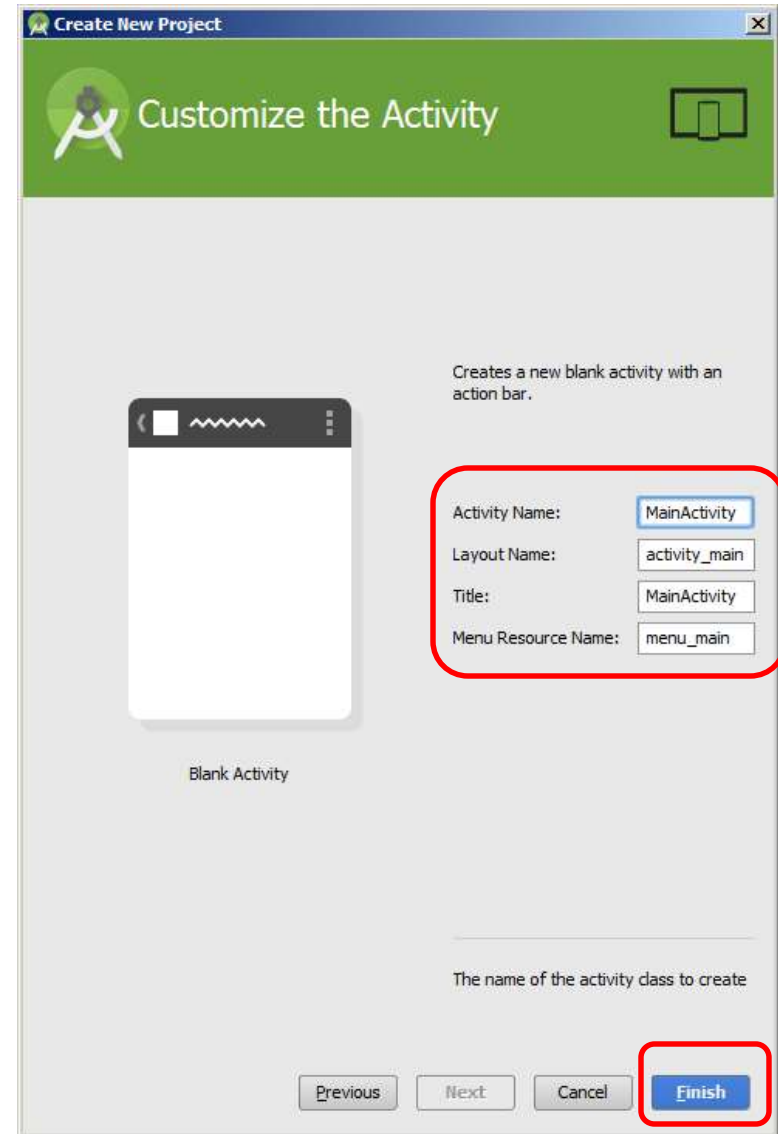 Create New Project
Customize the Activity
Creates a new blank activity with an
action bar.
Activity Name: MainActivity
Layout Name: activity_main
Title: MainActivity
Menu Resource Name: menu_main
Blank Activity
The name of the activity class to create
Previous Next Cancel Finish